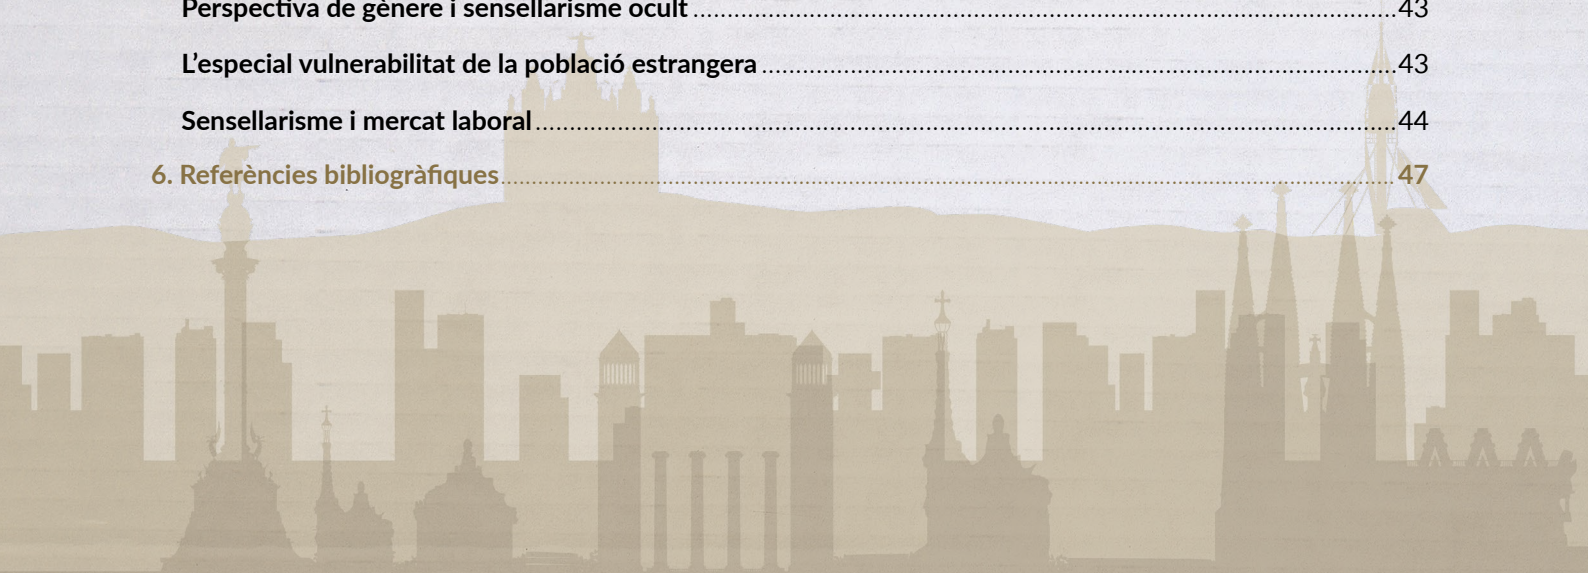 Perspectiva de gènere i sensellarisme ocult 43
L'especial vulnerabilitat de la població estrangera 43
Sensellarisme i mercat laboral 44
6. Referències bibliogràfiques 47